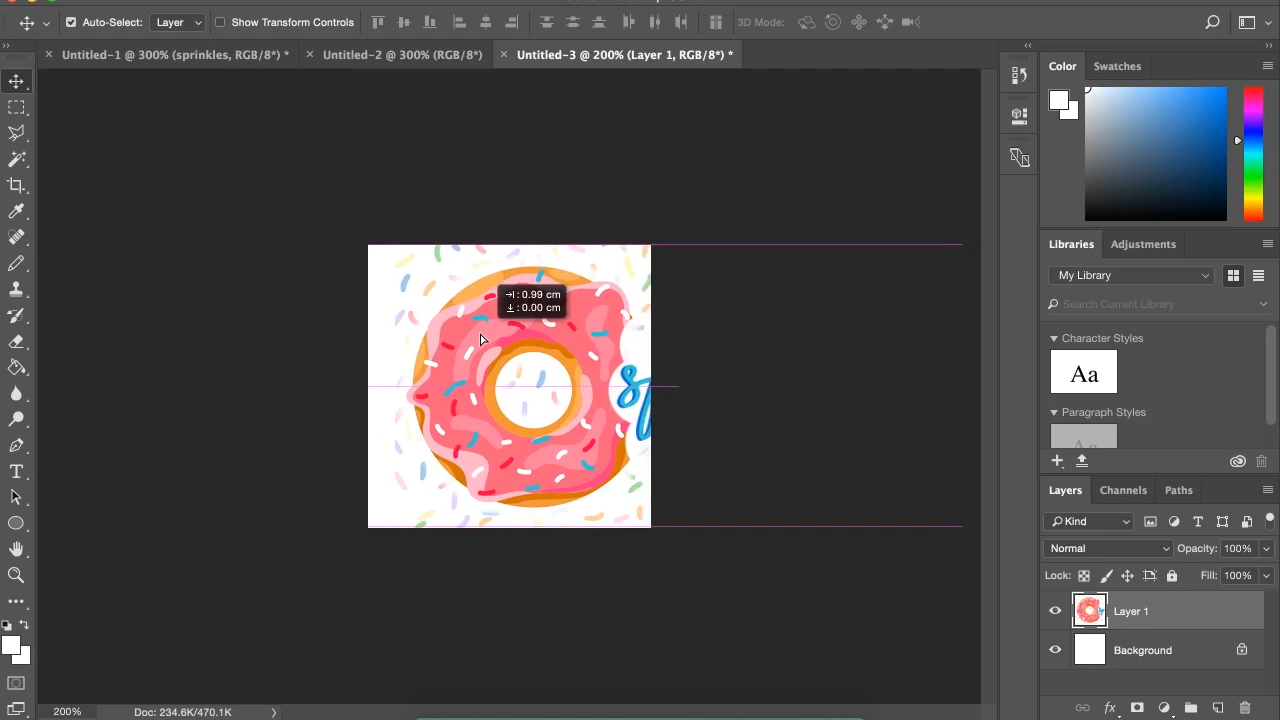 Auto-Select: Layer Show Transform Controls 3D Mode:
Untitled-1 @ 300% (sprinkles, RGB/8*) * Untitled-2 @ 300% (RGB/8*) Untitled-3 @ 200% (Layer 1, RGB/8*) *
Color Swatches
Libraries Adjustments
My Library
Search Current Library
Character Styles
Aa
Paragraph Styles
Aa
: 0.99 cm
: 0.00 cm
Layers Channels Paths
Kind
Normal Opacity: 100%
Lock: Fill: 100%
Layer 1
Background
fx
200% Doc: 234.6K/470.1K